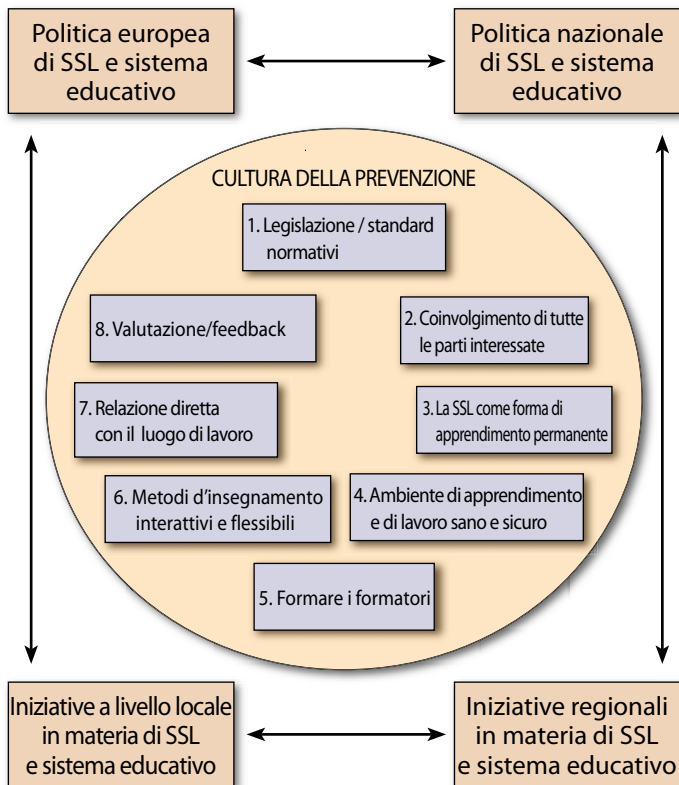 Politica europea
di SSL e sistema
educativo
Politica nazionale
di SSL e sistema
educativo
CULTURA DELLA PREVENZIONE
1. Legislazione / standard
normativi
2. Coinvolgimento di tutte
le parti interessate
3. La SSL come forma di
apprendimento permanente
4. Ambiente di apprendimento
e di lavoro sano e sicuro
5. Formare i formatori
6. Metodi d'insegnamento
interattivi e flessibili
7. Relazione diretta
con il luogo di lavoro
8. Valutazione/feedback
Iniziative a livello locale
in materia di SSL
e sistema educativo
Iniziative regionali
in materia di SSL
e sistema educativo